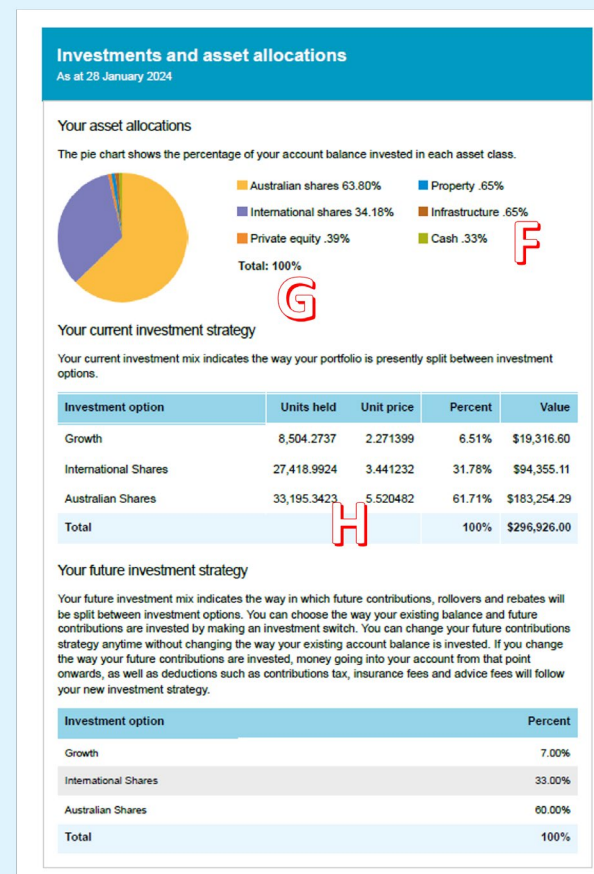 Investments and asset allocations
As at 28 January 2024
Your asset allocations
The pie chart shows the percentage of your account balance invested in each asset class.
Australian shares 63.80% Property .65%
International shares 34.18% Infrastructure .65%
Private equity .39% Cash .33%
F
Total: 100%
G
Your current investment strategy
Your current investment mix indicates the way your portfolio is presently split between investment
options.
Investment option Units held Unit price Percent Value
Growth 8,504.2737 2.271399 6.51% $19,316.60
International Shares 27,418.9924 3.441232 31.78% $94,355.11
Australian Shares 33,195.3423 5.520482 61.71% $183,254.29
H
Total 100% $296,926.00
Your future investment strategy
Your future investment mix indicates the way in which future contributions, rollovers and rebates will
be split between investment options. You can choose the way your existing balance and future
contributions are invested by making an investment switch. You can change your future contributions
strategy anytime without changing the way your existing account balance is invested. If you change
the way your future contributions are invested, money going into your account from that point
onwards, as well as deductions such as contributions tax, insurance fees and advice fees will follow
your new investment strategy.
Investment option Percent
Growth 7.00%
International Shares 33.00%
Australian Shares 60.00%
Total 100%